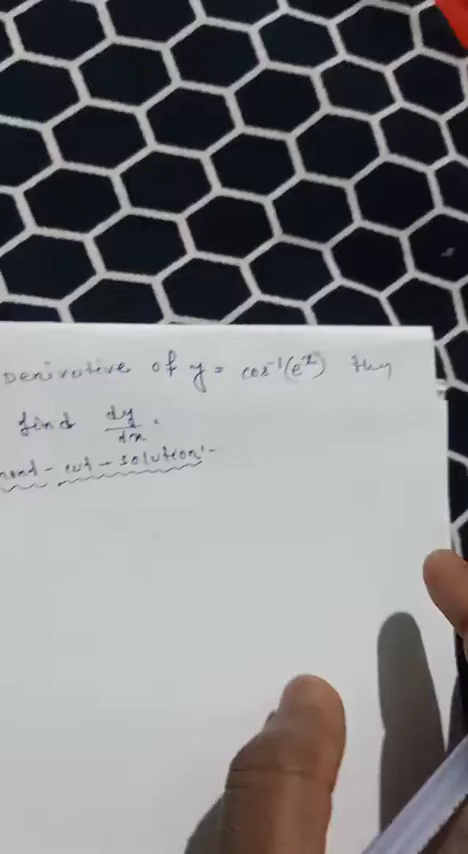 Derivative of y = cos⁻¹(eˣ) then
find dy/dx.
cut - solution:-